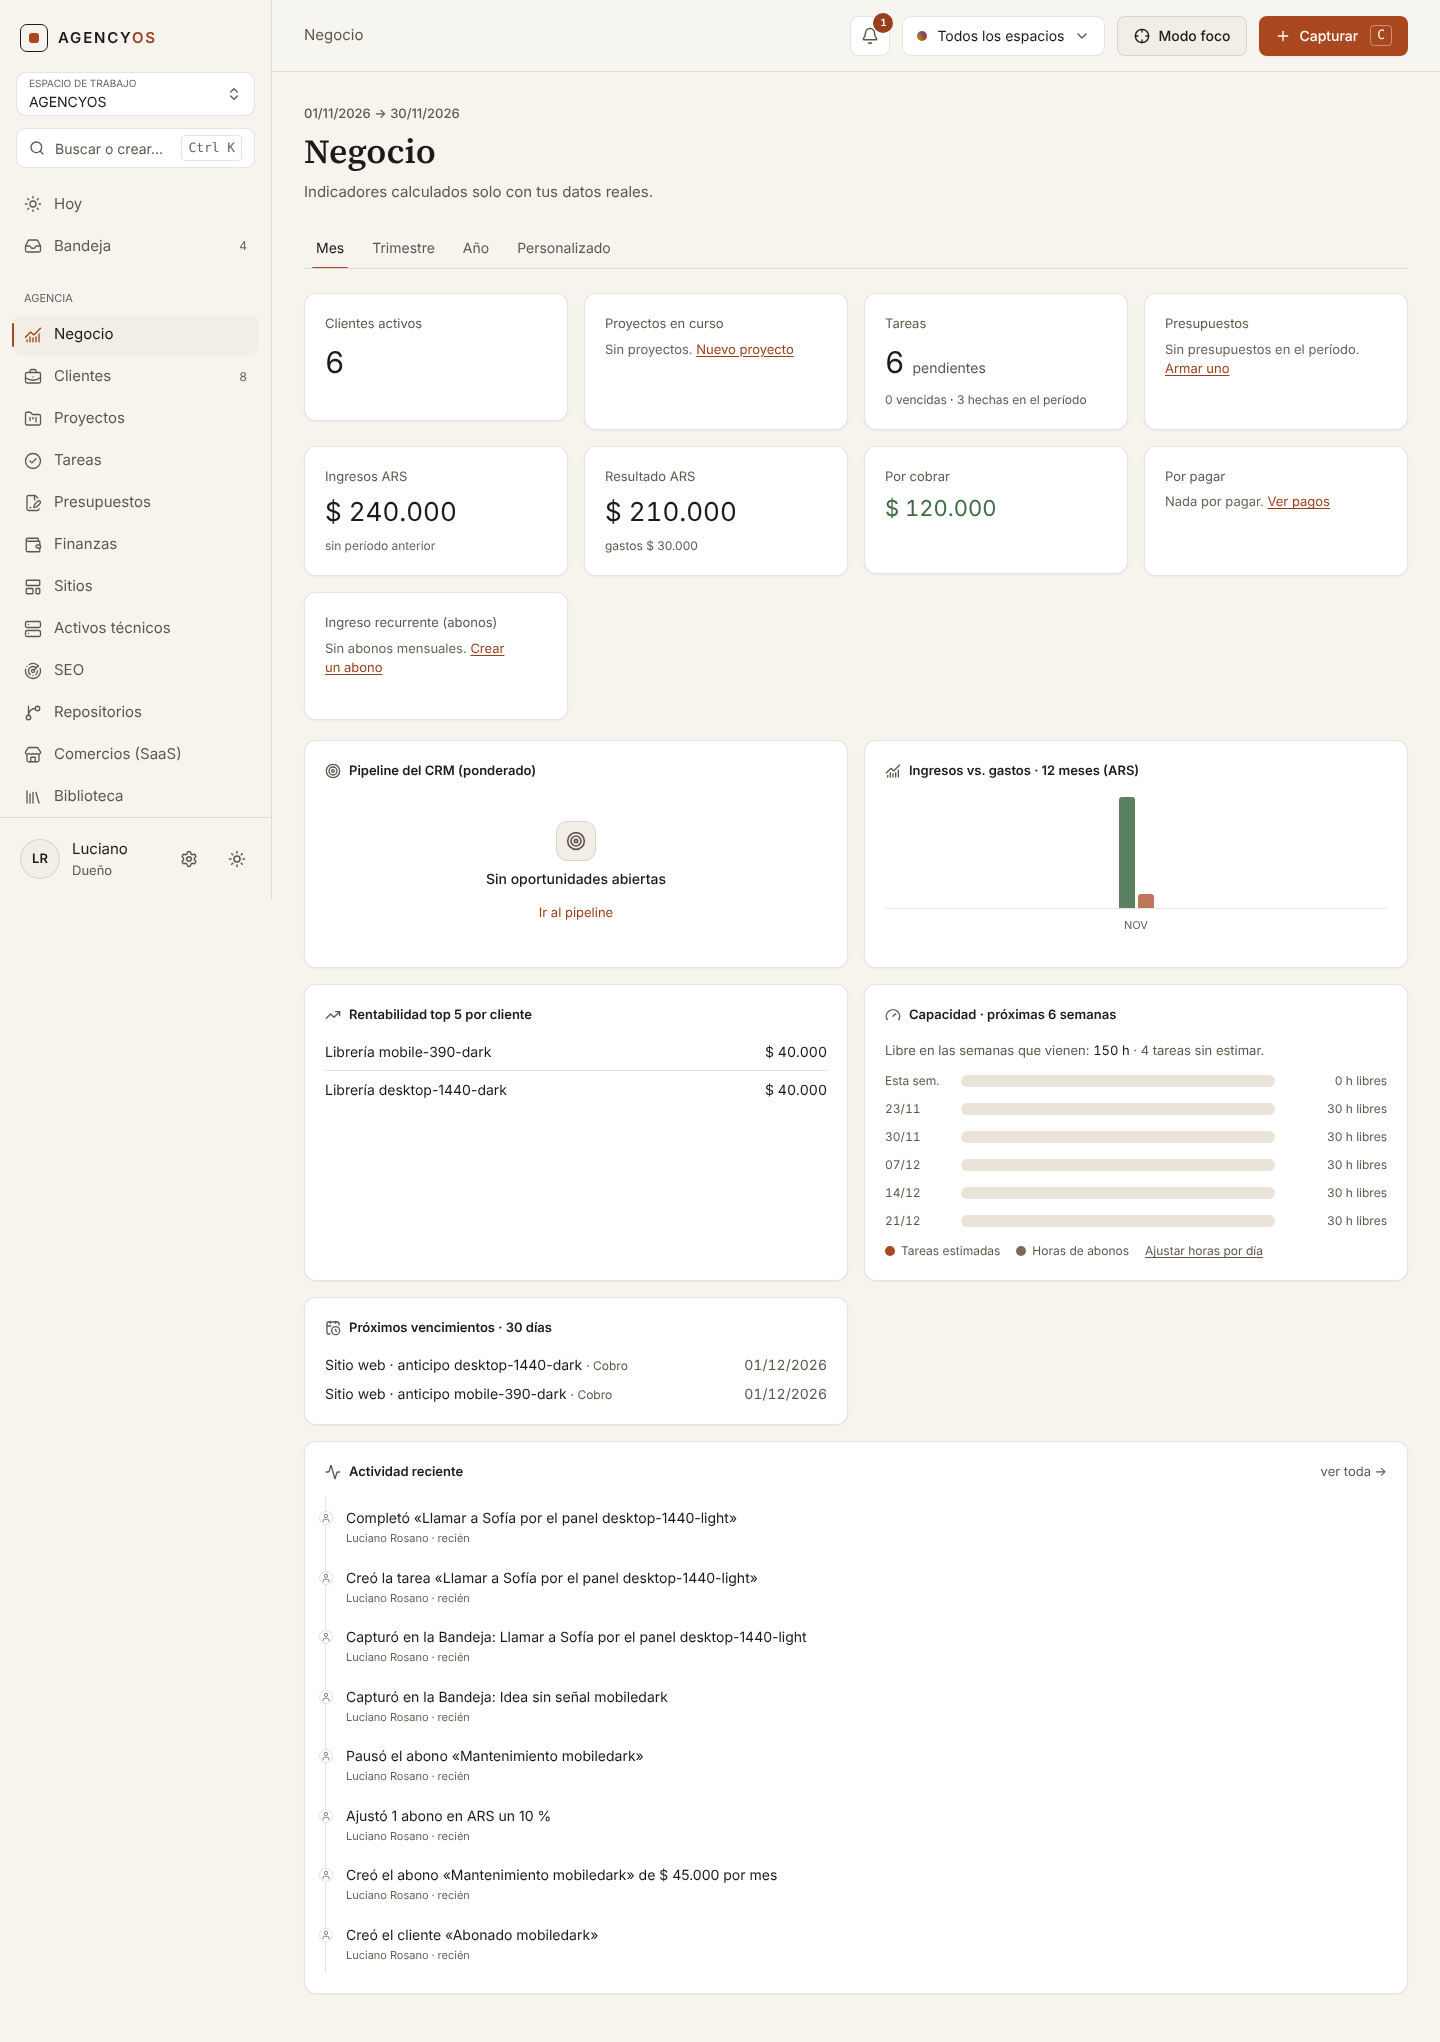 AGENCYOS
ESPACIO DE TRABAJO
AGENCYOS
Buscar o crear... Ctrl K
Hoy
Bandeja 4
AGENCIA
Negocio
Clientes 8
Proyectos
Tareas
Presupuestos
Finanzas
Sitios
Activos técnicos
SEO
Repositorios
Comercios (SaaS)
Biblioteca
LR
Luciano
Dueño
Negocio
1
Todos los espacios
Modo foco
Capturar C
01/11/2026 → 30/11/2026
Negocio
Indicadores calculados solo con tus datos reales.
Mes Trimestre Año Personalizado
Clientes activos
6
Proyectos en curso
Sin proyectos. Nuevo proyecto
Tareas
6 pendientes
0 vencidas · 3 hechas en el período
Presupuestos
Sin presupuestos en el período.
Armar uno
Ingresos ARS
$ 240.000
sin período anterior
Resultado ARS
$ 210.000
gastos $ 30.000
Por cobrar
$ 120.000
Por pagar
Nada por pagar. Ver pagos
Ingreso recurrente (abonos)
Sin abonos mensuales. Crear
un abono
Pipeline del CRM (ponderado)
Sin oportunidades abiertas
Ir al pipeline
Ingresos vs. gastos · 12 meses (ARS)
NOV
Rentabilidad top 5 por cliente
Librería mobile-390-dark $ 40.000
Librería desktop-1440-dark $ 40.000
Capacidad · próximas 6 semanas
Libre en las semanas que vienen: 150 h · 4 tareas sin estimar.
Esta sem. 0 h libres
23/11 30 h libres
30/11 30 h libres
07/12 30 h libres
14/12 30 h libres
21/12 30 h libres
Tareas estimadas Horas de abonos Ajustar horas por día
Próximos vencimientos · 30 días
Sitio web · anticipo desktop-1440-dark · Cobro 01/12/2026
Sitio web · anticipo mobile-390-dark · Cobro 01/12/2026
Actividad reciente ver toda →
Completó «Llamar a Sofía por el panel desktop-1440-light»
Luciano Rosano · recién
Creó la tarea «Llamar a Sofía por el panel desktop-1440-light»
Luciano Rosano · recién
Capturó en la Bandeja: Llamar a Sofía por el panel desktop-1440-light
Luciano Rosano · recién
Capturó en la Bandeja: Idea sin señal mobiledark
Luciano Rosano · recién
Pausó el abono «Mantenimiento mobiledark»
Luciano Rosano · recién
Ajustó 1 abono en ARS un 10 %
Luciano Rosano · recién
Creó el abono «Mantenimiento mobiledark» de $ 45.000 por mes
Luciano Rosano · recién
Creó el cliente «Abonado mobiledark»
Luciano Rosano · recién